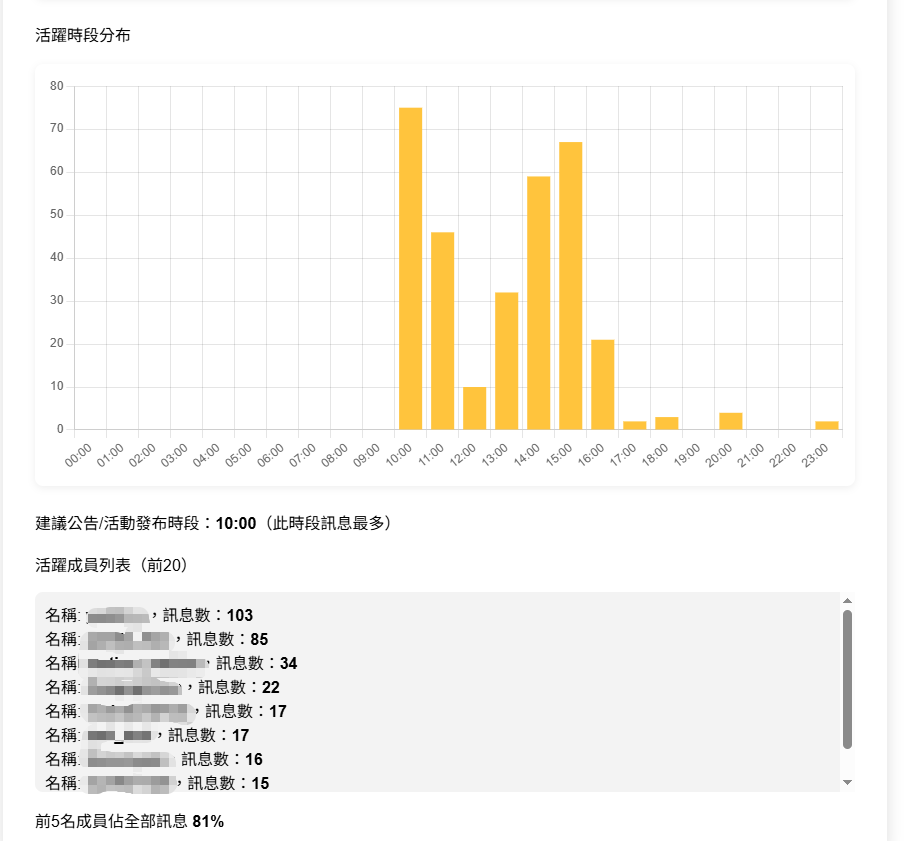 活躍時段分布
80
70
60
50
40
30
20
10
0
00:00 01:00 02:00 03:00 04:00 05:00 06:00 07:00 08:00 09:00 10:00 11:00 12:00 13:00 14:00 15:00 16:00 17:00 18:00 19:00 20:00 21:00 22:00 23:00
建議公告/活動發布時段：10:00（此時段訊息最多）
活躍成員列表（前20）
名稱: ，訊息數：103
名稱: ，訊息數：85
名稱: ，訊息數：34
名稱: ，訊息數：22
名稱: ，訊息數：17
名稱: ，訊息數：17
名稱: 訊息數：16
名稱: ，訊息數：15
前5名成員佔全部訊息 81%